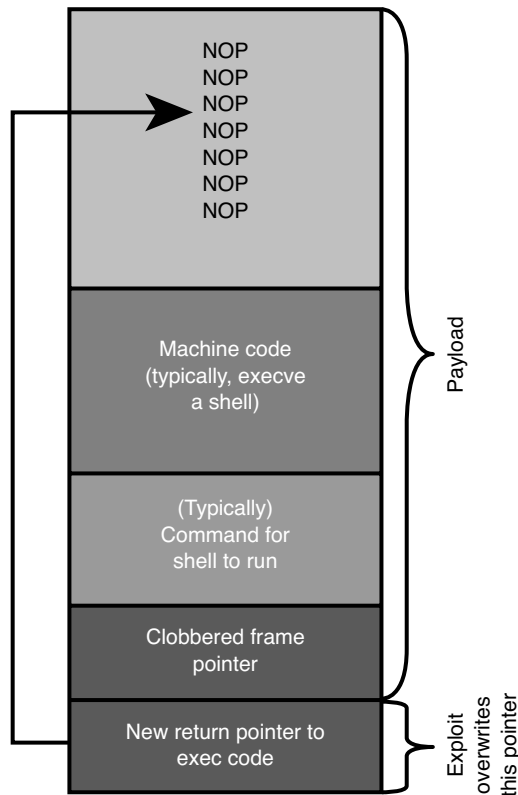 NOP
NOP
NOP
NOP
NOP
NOP
NOP
Machine code
(typically, execve
a shell)
(Typically)
Command for
shell to run
Clobbered frame
pointer
New return pointer to
exec code
Payload
Exploit
overwrites
this pointer